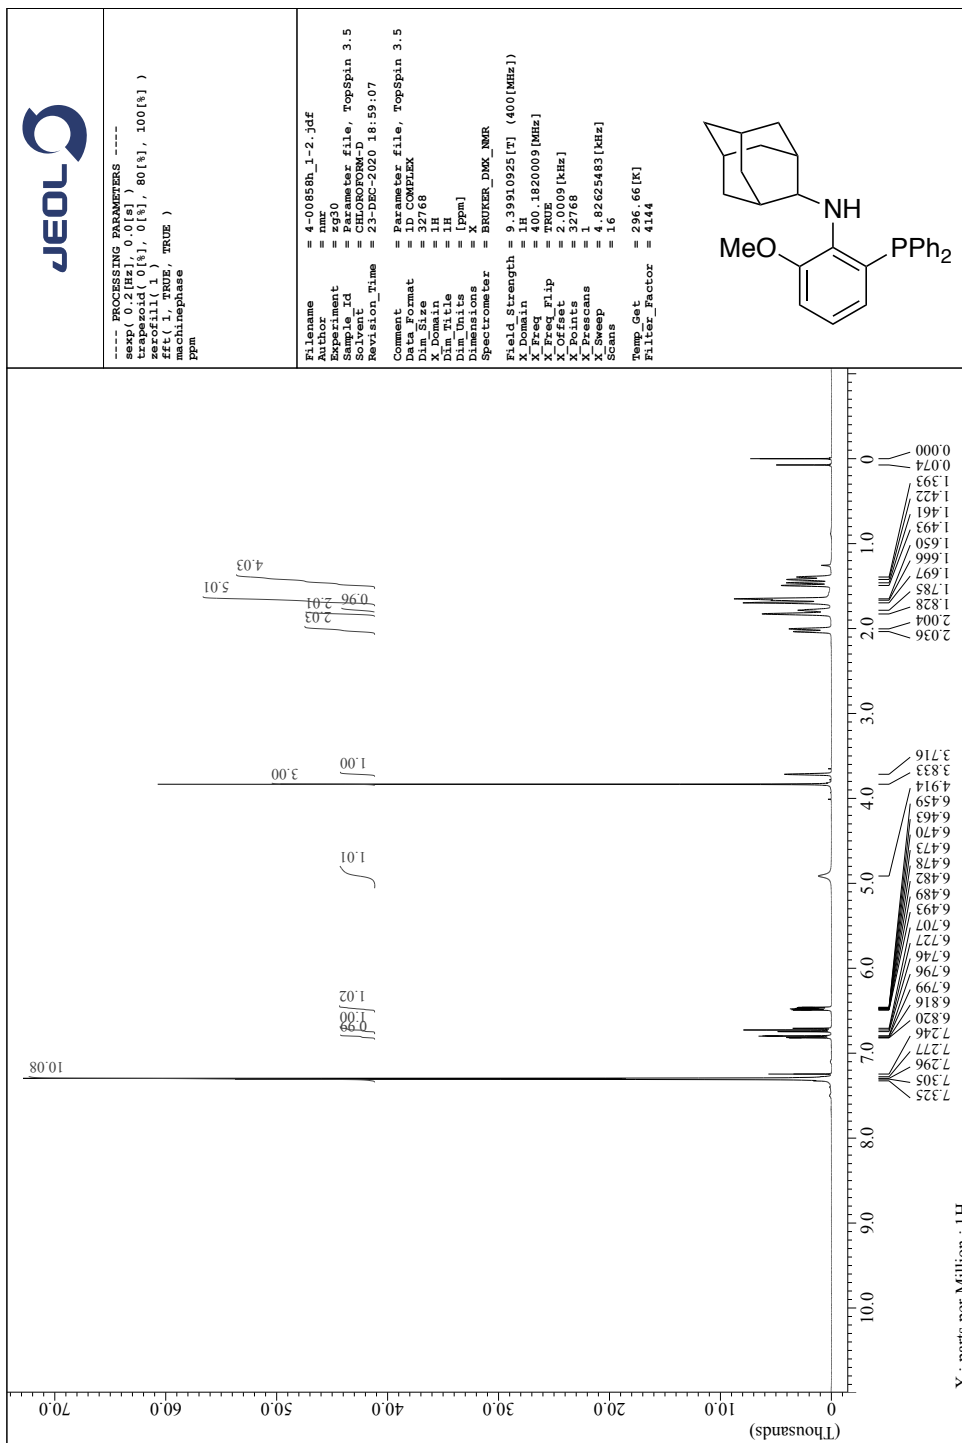 JEOL
---- PROCESSING PARAMETERS ----
sexp( 0.2[Hz], 0.0[s] )
trapezoid( 0[%], 0[%], 80[%], 100[%] )
zerofill( 1 )
fft( 1, TRUE, TRUE )
machinephase
ppm
Filename = 4-00858h_1-2.jdf
Author = nmr
Experiment = zg30
Sample_Id = Parameter file, TopSpin 3.5
Solvent = CHLOROFORM-D
Revision_Time = 23-DEC-2020 18:59:07
Comment = Parameter file, TopSpin 3.5
Data_Format = 1D COMPLEX
Dim_Size = 32768
X_Domain = 1H
Dim_Title = 1H
Dim_Units = [ppm]
Dimensions = X
Spectrometer = BRUKER_DMX_NMR
Field_Strength = 9.39910925[T] (400[MHz])
X_Domain = 1H
X_Freq = 400.1820009[MHz]
X_Freq_Flip = TRUE
X_Offset = 2.0009[kHz]
X_Points = 32768
X_Prescans = 1
X_Sweep = 4.82625483[kHz]
Scans = 16
Temp_Get = 296.66[K]
Filter_Factor = 4144
NH
MeO
PPh2
(Thousands)
0
10.0
20.0
30.0
40.0
50.0
60.0
70.0
10.08
0.99
1.00
1.02
1.01
3.00
1.00
2.03
2.01
0.96
5.01
4.03
10.0
9.0
8.0
7.0
6.0
5.0
4.0
3.0
2.0
1.0
0
7.325
7.305
7.296
7.277
7.246
6.820
6.816
6.799
6.796
6.746
6.727
6.707
6.493
6.489
6.482
6.478
6.473
6.470
6.463
6.459
4.914
3.833
3.716
2.036
2.004
1.828
1.785
1.697
1.666
1.650
1.493
1.461
1.422
1.393
0.074
0.000
X : parts per Million : 1H